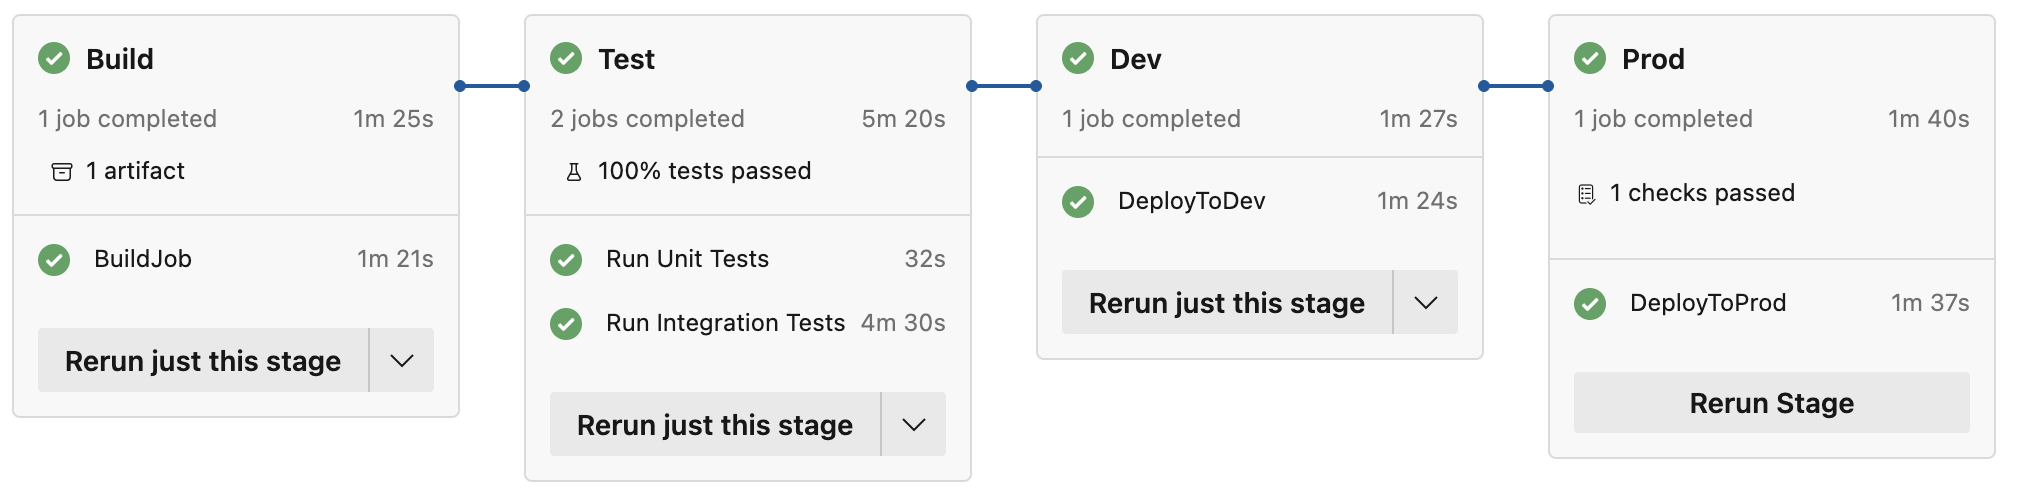 Build
1 job completed 1m 25s
1 artifact
BuildJob 1m 21s
Rerun just this stage
Test
2 jobs completed 5m 20s
100% tests passed
Run Unit Tests 32s
Run Integration Tests 4m 30s
Rerun just this stage
Dev
1 job completed 1m 27s
DeployToDev 1m 24s
Rerun just this stage
Prod
1 job completed 1m 40s
1 checks passed
DeployToProd 1m 37s
Rerun Stage